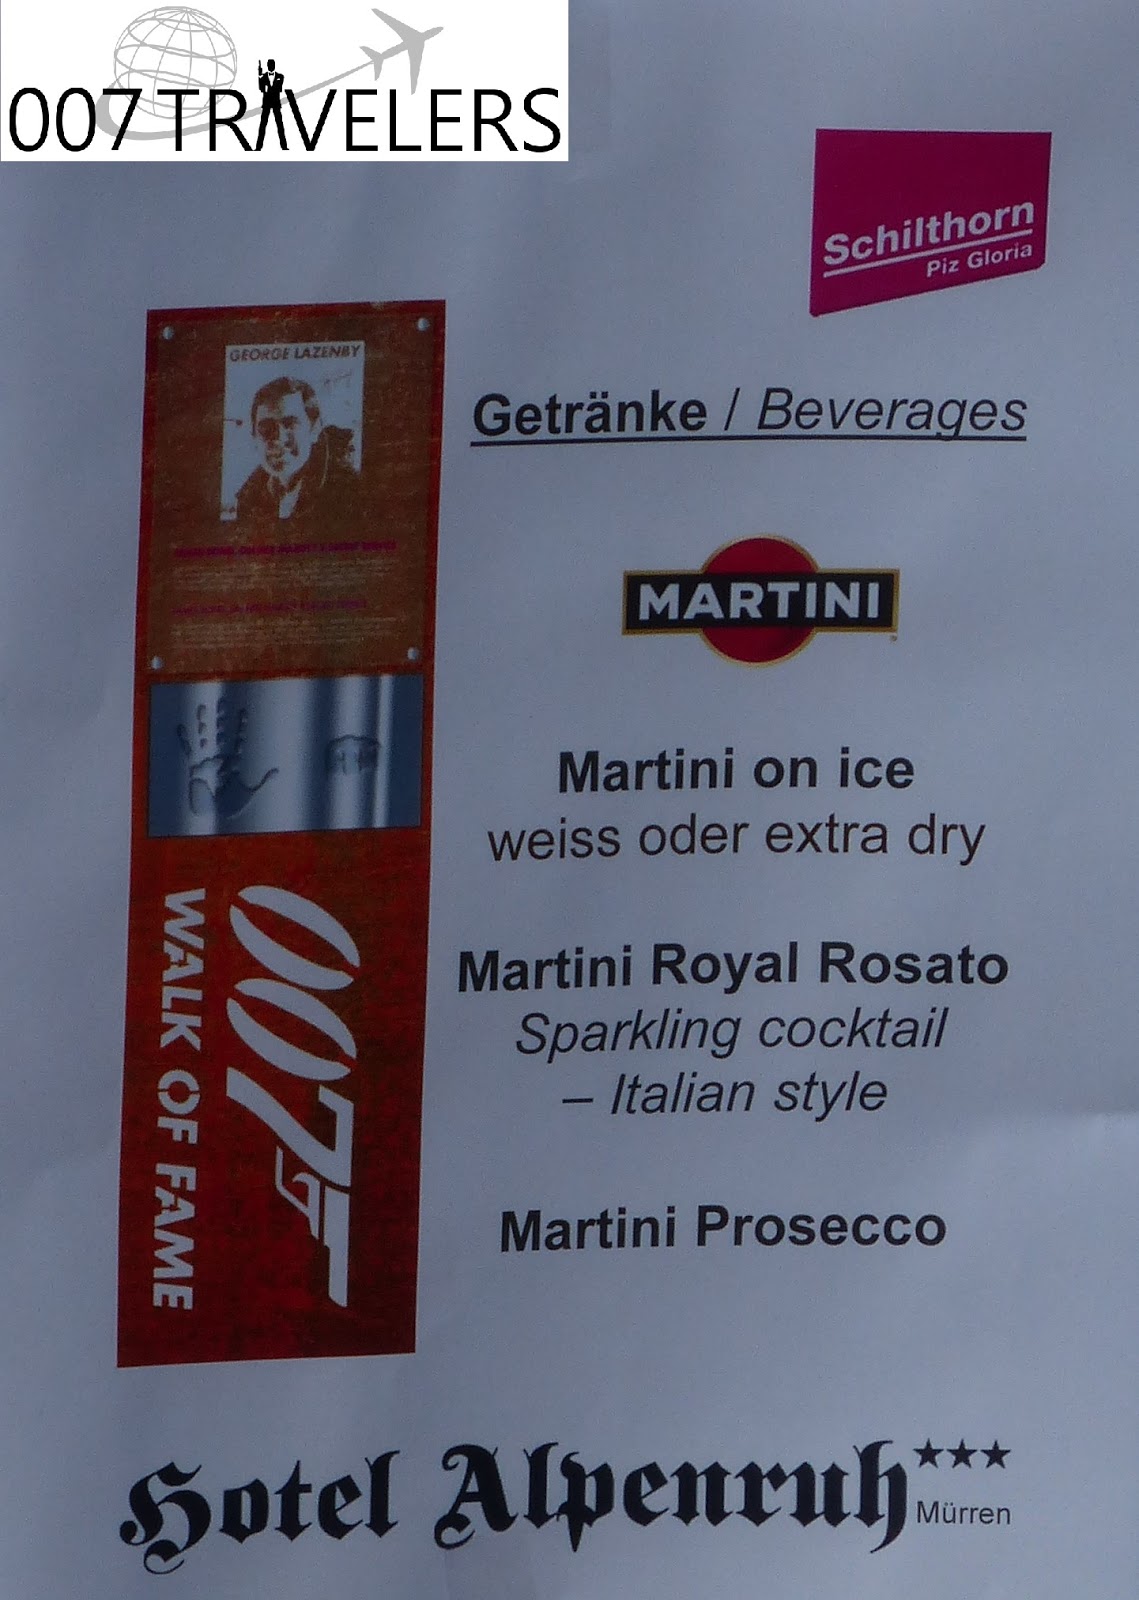 007 TRAVELERS
Schilthorn
Piz Gloria
GEORGE LAZENBY
Getränke / Beverages
MARTINI
Martini on ice
weiss oder extra dry
Martini Royal Rosato
Sparkling cocktail
– Italian style
Martini Prosecco
007
WALK OF FAME
Hotel Alpenruh***
Mürren